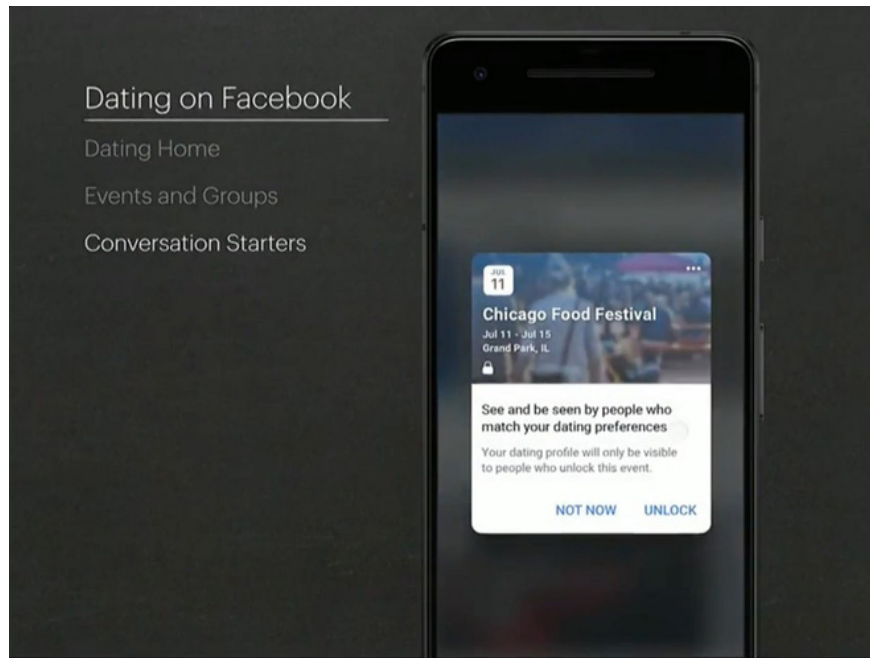 Dating on Facebook
Dating Home
Events and Groups
Conversation Starters
JUL
11
Chicago Food Festival
Jul 11 - Jul 15
Grand Park, IL
See and be seen by people who
match your dating preferences
Your dating profile will only be visible
to people who unlock this event.
NOT NOW
UNLOCK